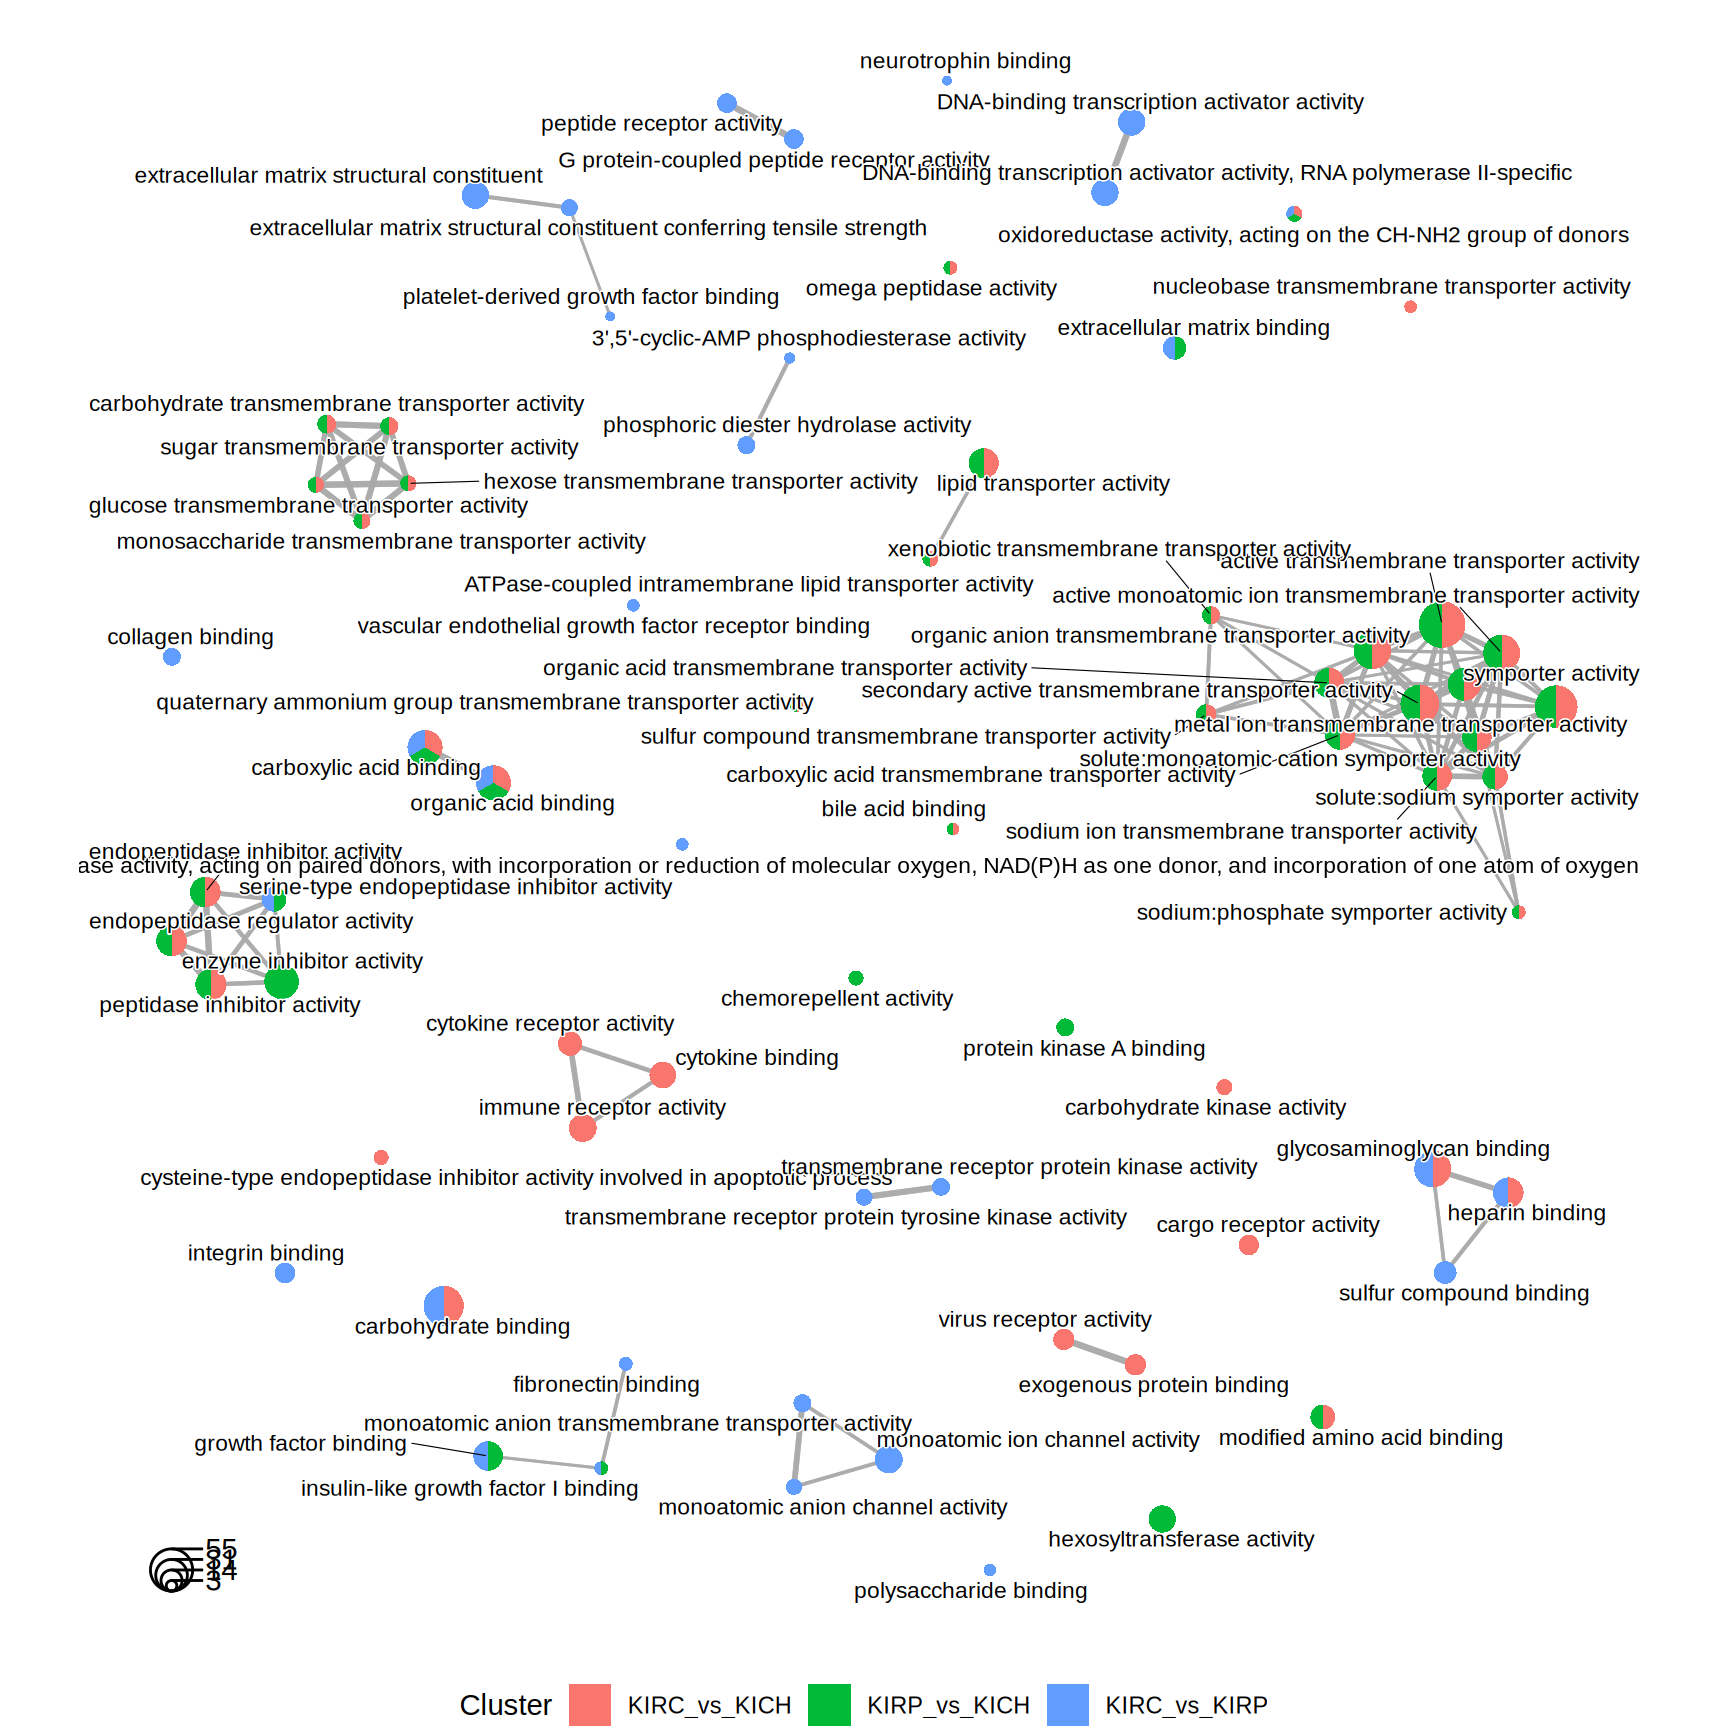 neurotrophin binding
DNA-binding transcription activator activity
peptide receptor activity
G protein-coupled peptide receptor activity
DNA-binding transcription activator activity, RNA polymerase II-specific
extracellular matrix structural constituent
extracellular matrix structural constituent conferring tensile strength
oxidoreductase activity, acting on the CH-NH2 group of donors
omega peptidase activity
nucleobase transmembrane transporter activity
platelet-derived growth factor binding
extracellular matrix binding
3',5'-cyclic-AMP phosphodiesterase activity
carbohydrate transmembrane transporter activity
phosphoric diester hydrolase activity
sugar transmembrane transporter activity
hexose transmembrane transporter activity
lipid transporter activity
glucose transmembrane transporter activity
monosaccharide transmembrane transporter activity
xenobiotic transmembrane transporter activity
active transmembrane transporter activity
ATPase-coupled intramembrane lipid transporter activity
active monoatomic ion transmembrane transporter activity
vascular endothelial growth factor receptor binding
collagen binding
organic anion transmembrane transporter activity
organic acid transmembrane transporter activity
symporter activity
secondary active transmembrane transporter activity
quaternary ammonium group transmembrane transporter activity
metal ion transmembrane transporter activity
sulfur compound transmembrane transporter activity
solute:monoatomic cation symporter activity
carboxylic acid binding
carboxylic acid transmembrane transporter activity
organic acid binding
bile acid binding
solute:sodium symporter activity
sodium ion transmembrane transporter activity
endopeptidase inhibitor activity
ase activity, acting on paired donors, with incorporation or reduction of molecular oxygen, NAD(P)H as one donor, and incorporation of one atom of oxygen
serine-type endopeptidase inhibitor activity
endopeptidase regulator activity
sodium:phosphate symporter activity
enzyme inhibitor activity
peptidase inhibitor activity
chemorepellent activity
cytokine receptor activity
protein kinase A binding
cytokine binding
immune receptor activity
carbohydrate kinase activity
glycosaminoglycan binding
transmembrane receptor protein kinase activity
cysteine-type endopeptidase inhibitor activity involved in apoptotic process
transmembrane receptor protein tyrosine kinase activity
heparin binding
cargo receptor activity
integrin binding
sulfur compound binding
carbohydrate binding
virus receptor activity
fibronectin binding
exogenous protein binding
monoatomic anion transmembrane transporter activity
growth factor binding
monoatomic ion channel activity
modified amino acid binding
insulin-like growth factor I binding
monoatomic anion channel activity
hexosyltransferase activity
55
31
14
3
polysaccharide binding
Cluster KIRC_vs_KICH KIRP_vs_KICH KIRC_vs_KIRP